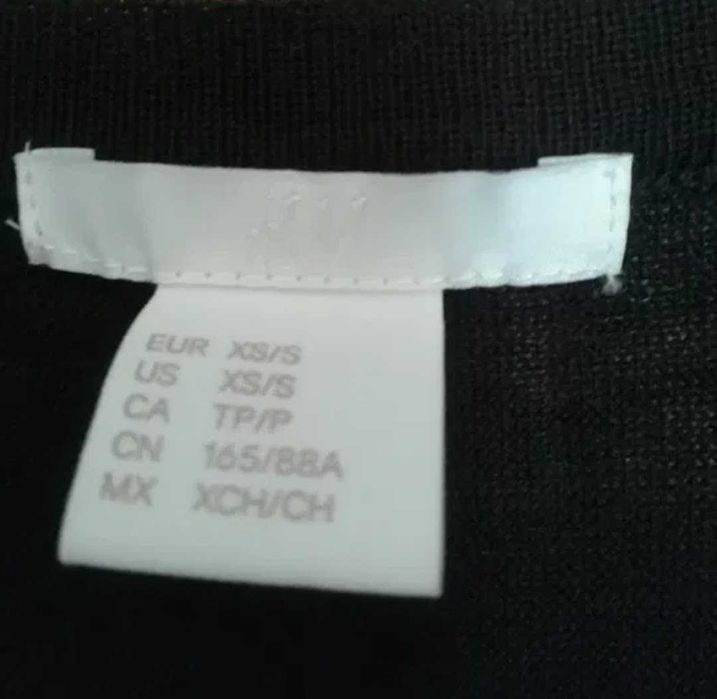 EUR XS/S
US XS/S
CA TP/P
CN 165/88A
MX XCH/CH